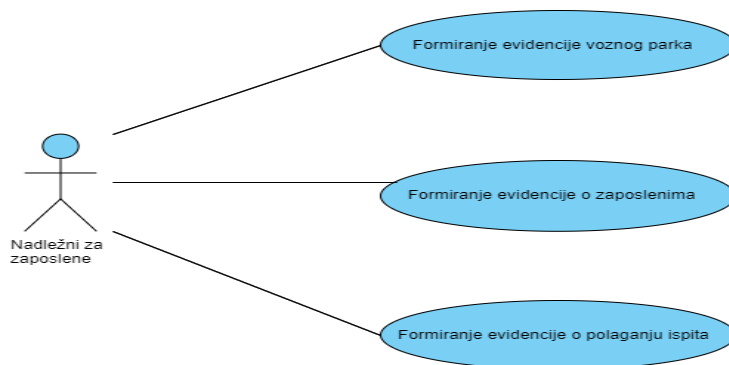 Formiranje evidencije voznog parka
Formiranje evidencije o zaposlenima
Nadležni za
zaposlene
Formiranje evidencije o polaganju ispita